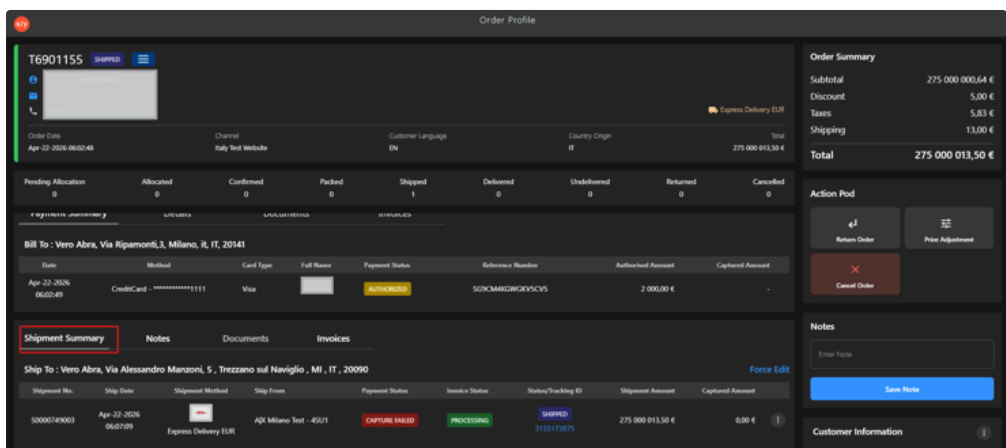 x/y
Order Profile
T6901155 SHIPPED
Express Delivery EUR
Order Date Channel Customer Language Country Origin Total
Apr-22-2026 06:02:48 Italy Test Website EN IT 275 000 013,50 €
Pending Allocation Allocated Confirmed Packed Shipped Delivered Undelivered Returned Cancelled
0 0 0 0 1 0 0 0 0
Payment Summary Details Documents Invoices
Bill To : Vero Abra, Via Ripamonti,3, Milano, it, IT, 20141
Date Method Card Type Full Name Payment Status Reference Number Authorised Amount Captured Amount
Apr-22-2026
06:02:49
CreditCard - ************1111 Visa AUTHORIZED 2 000,00 € -
Shipment Summary Notes Documents Invoices
Ship To : Vero Abra, Via Alessandro Manzoni, 5 , Trezzano sul Naviglio , MI , IT , 20090 Force Edit
Shipment No. Ship Date Shipment Method Ship From Payment Status Invoice Status Status/Tracking ID Shipment Amount Captured Amount
S0000749003
Apr-22-2026
06:07:09
Express Delivery EUR
AJX Milano Test - 45U1 CAPTURE FAILED PROCESSING
SHIPPED
3133173875
275 000 013,50 € 0,00 €
Order Summary
Subtotal 275 000 000,64 €
Discount 5,00 €
Taxes 5,83 €
Shipping 13,00 €
Total 275 000 013,50 €
Action Pod
Return Order Price Adjustment
Cancel Order
Notes
Enter Note
Save Note
Customer Information